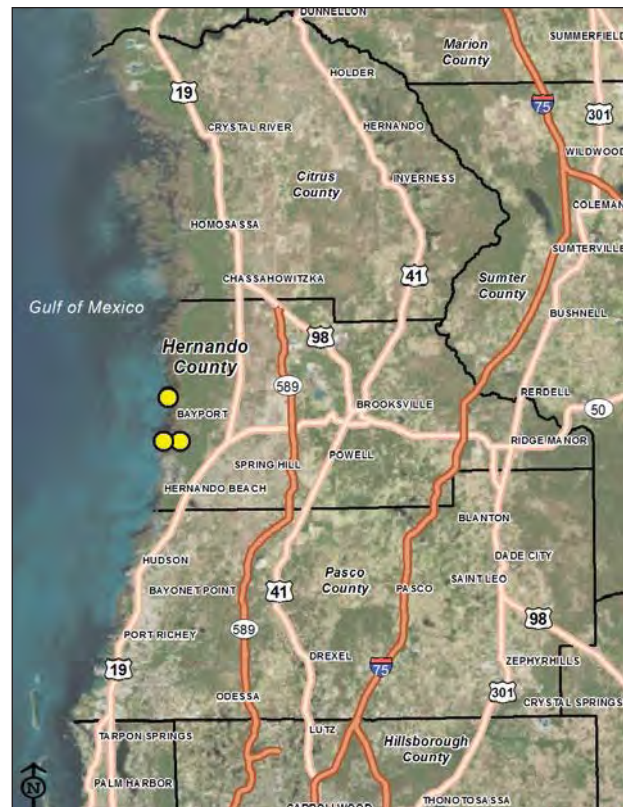 DUNNELLON
SUMMERFIELD
Marion
County
HOLDER
19
75
301
CRYSTAL RIVER
HERNANDO
WILDWOOD
Citrus
County
INVERNESS
COLEMAN
HOMOSASSA
SUMTERVILLE
CHASSAHOWITZKA
41
Sumter
County
BUSHNELL
Gulf of Mexico
98
Hernando
County
589
RERDELL
BROOKSVILLE
50
BAYPORT
RIDGE MANOR
POWELL
SPRING HILL
HERNANDO BEACH
BLANTON
HUDSON
DADE CITY
Pasco
County
SAINT LEO
BAYONET POINT
41
PASCO
98
589
PORT RICHEY
DREXEL
ZEPHYRHILLS
19
75
301
ODESSA
CRYSTAL SPRINGS
LUTZ
TARPON SPRINGS
Hillsborough
County
PALM HARBOR
N
CARROLLWOOD
THONOTOSASSA